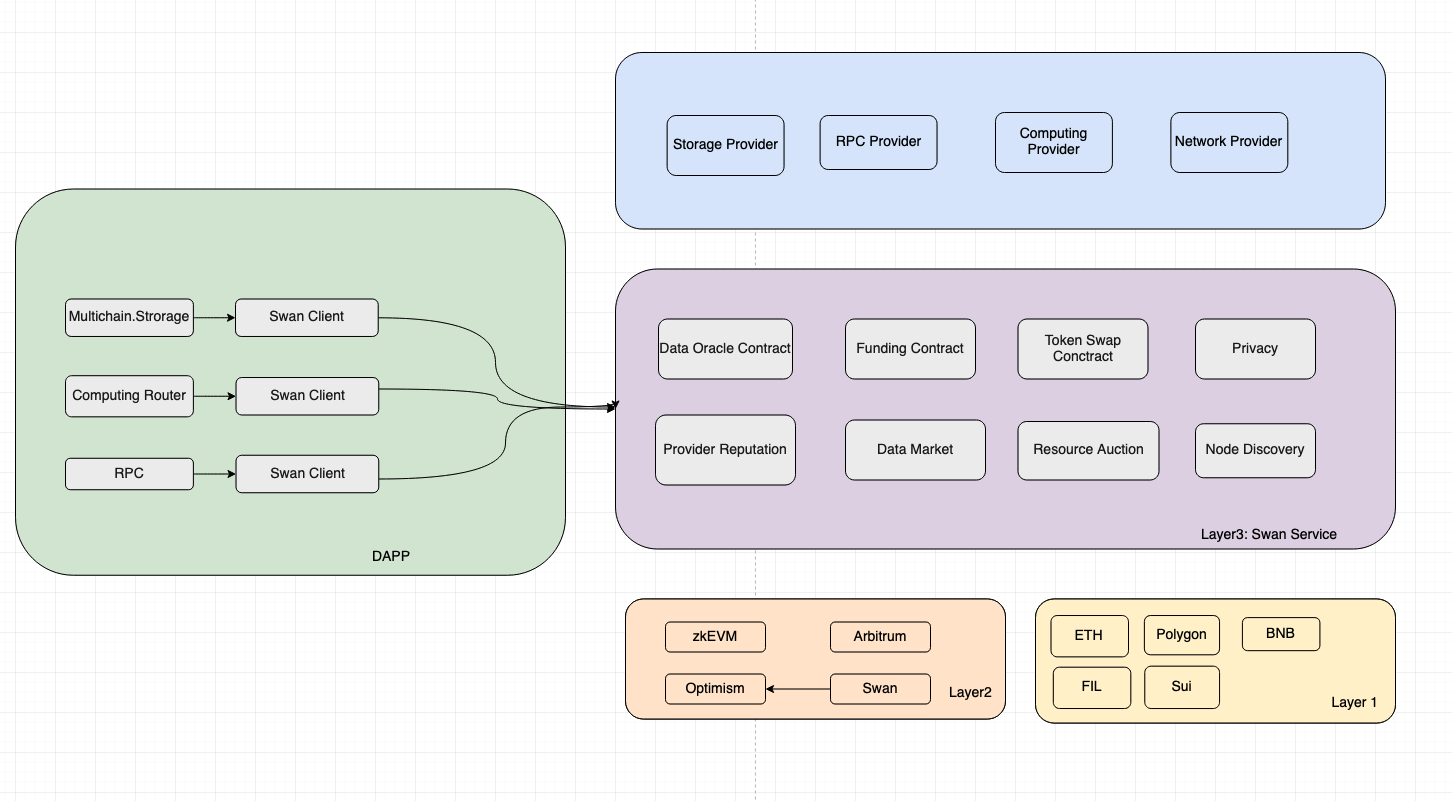 Storage Provider
RPC Provider
Computing
Provider
Network Provider
Multichain.Strorage
Swan Client
Computing Router
Swan Client
RPC
Swan Client
DAPP
Data Oracle Contract
Funding Contract
Token Swap
Conctract
Privacy
Provider Reputation
Data Market
Resource Auction
Node Discovery
Layer3: Swan Service
zkEVM
Arbitrum
Optimism
Swan
Layer2
ETH
Polygon
BNB
FIL
Sui
Layer 1